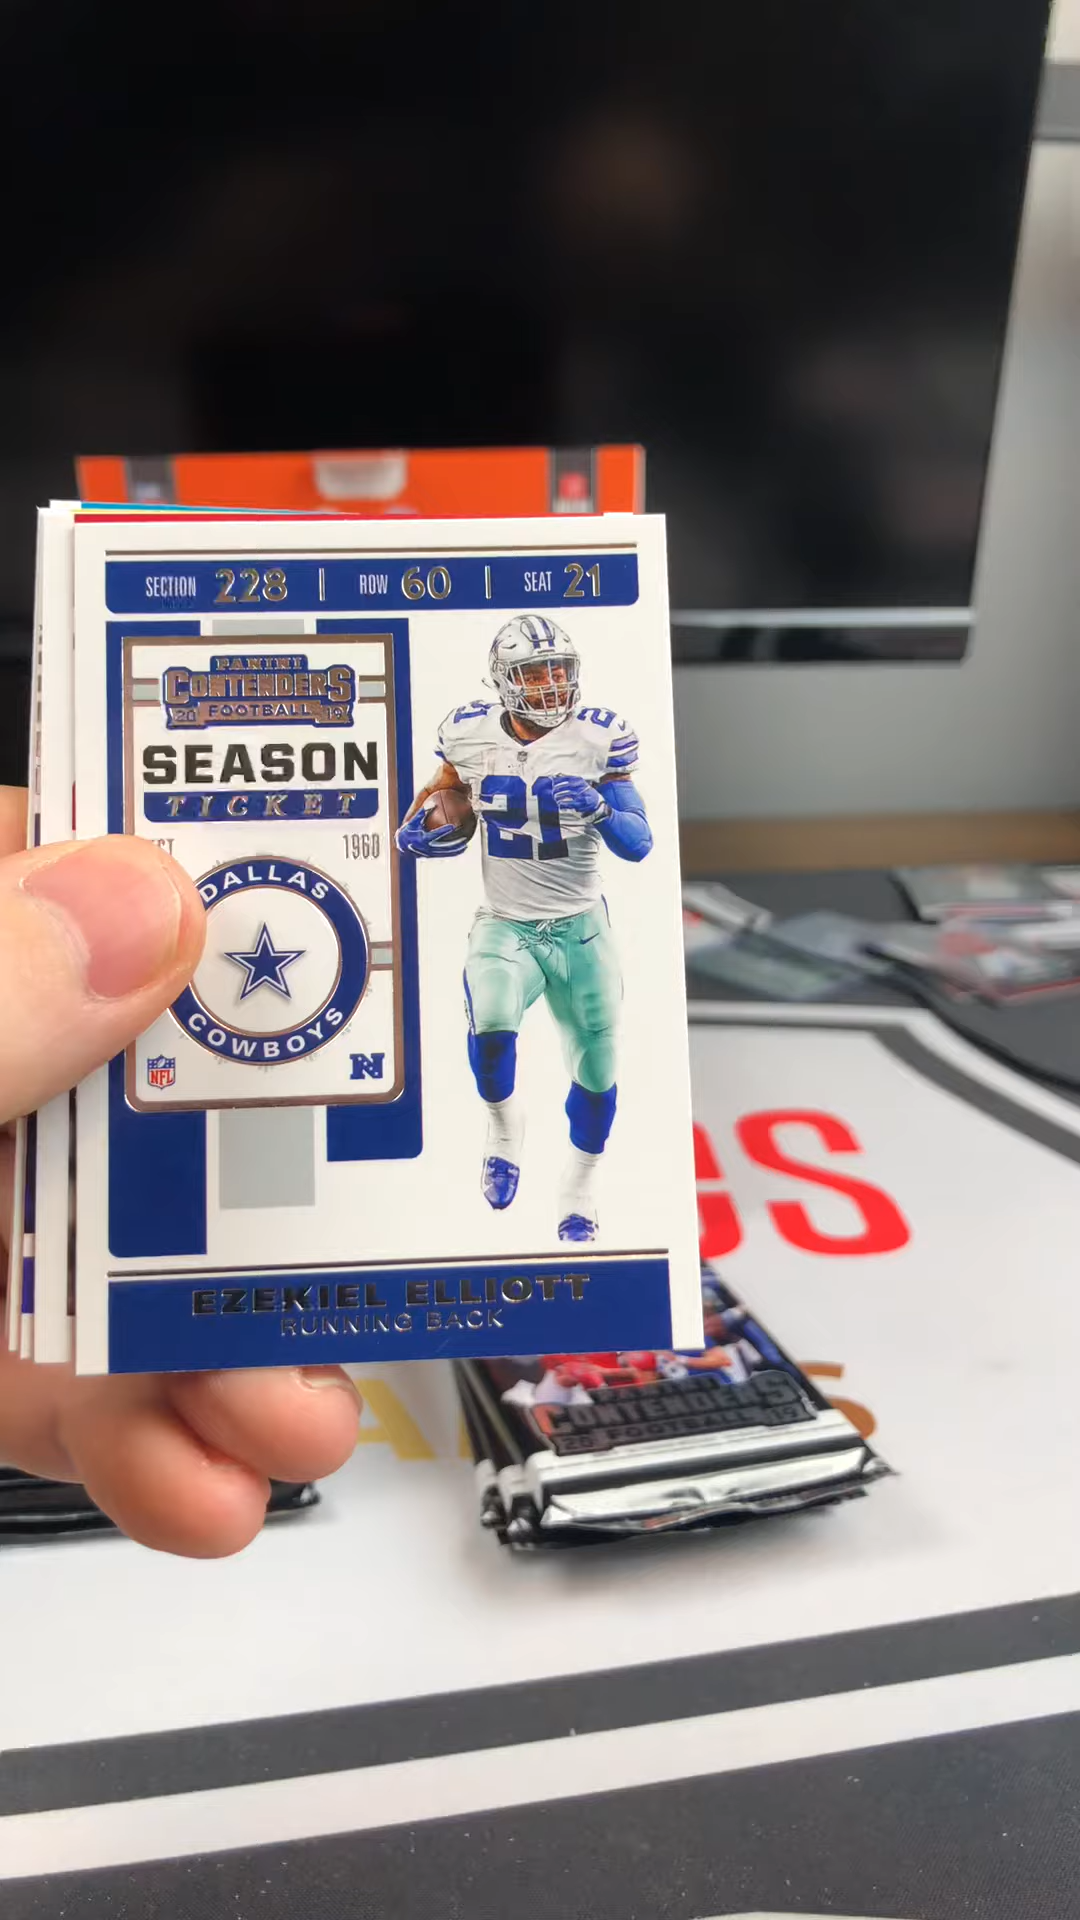 SECTION 228 | ROW 60 | SEAT 21
PANINI
CONTENDERS
20 FOOTBALL 19
SEASON
TICKET
1960
DALLAS
COWBOYS
NFL
N
21
21
EZEKIEL ELLIOTT
RUNNING BACK
CONTENDERS
20 FOOTBALL 19